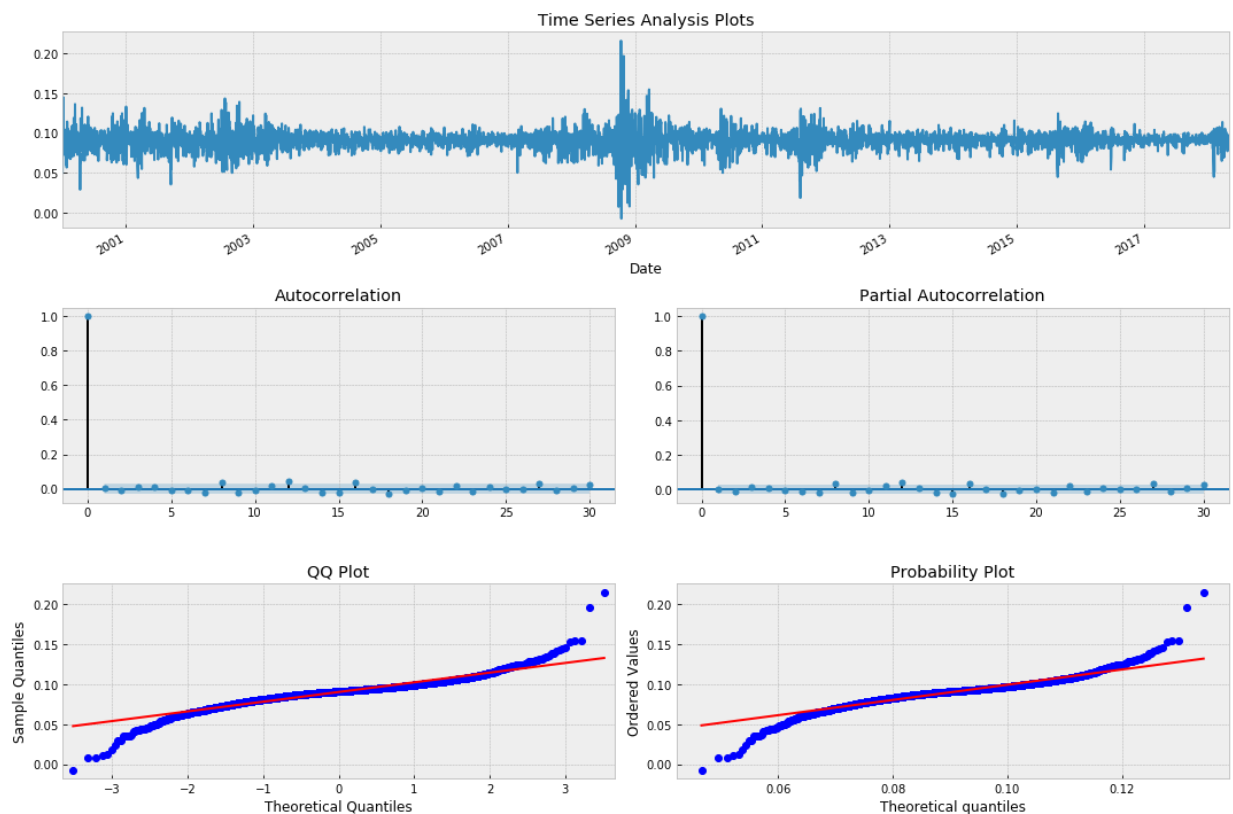 Time Series Analysis Plots
0.20
0.15
0.10
0.05
0.00
2001 2003 2005 2007 2009 2011 2013 2015 2017
Date
Autocorrelation
1.0
0.8
0.6
0.4
0.2
0.0
0 5 10 15 20 25 30
Partial Autocorrelation
1.0
0.8
0.6
0.4
0.2
0.0
0 5 10 15 20 25 30
QQ Plot
Sample Quantiles
0.20
0.15
0.10
0.05
0.00
−3 −2 −1 0 1 2 3
Theoretical Quantiles
Probability Plot
Ordered Values
0.20
0.15
0.10
0.05
0.00
0.06 0.08 0.10 0.12
Theoretical quantiles